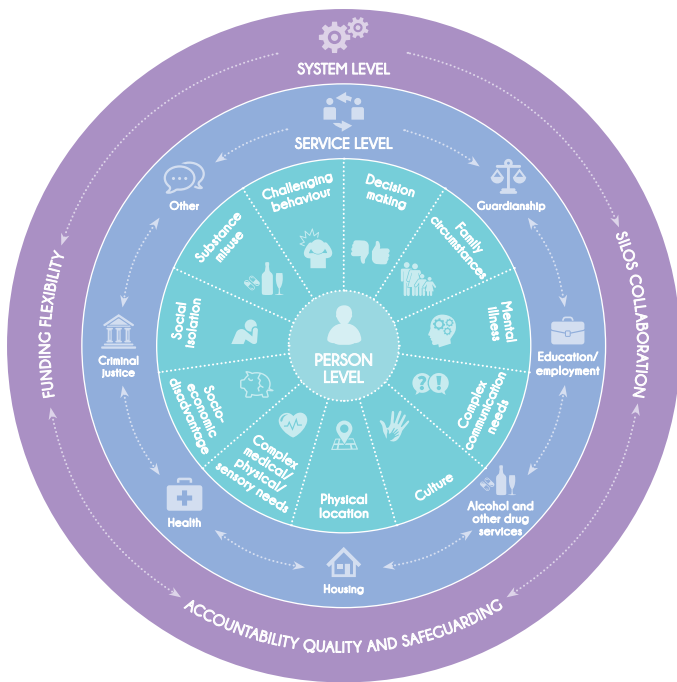 SYSTEM LEVEL
SILOS COLLABORATION
ACCOUNTABILITY QUALITY AND SAFEGUARDING
FUNDING FLEXIBILITY
SERVICE LEVEL
Guardianship
Education/
employment
Alcohol and
other drug
services
Housing
Health
Criminal
justice
Other
PERSON
LEVEL
Decision
making
Family
circumstances
Mental
illness
Complex
communication
needs
Culture
Physical
location
Complex
medical/
physical/
sensory needs
Socio-
economic
disadvantage
Social
isolation
Substance
misuse
Challenging
behaviour